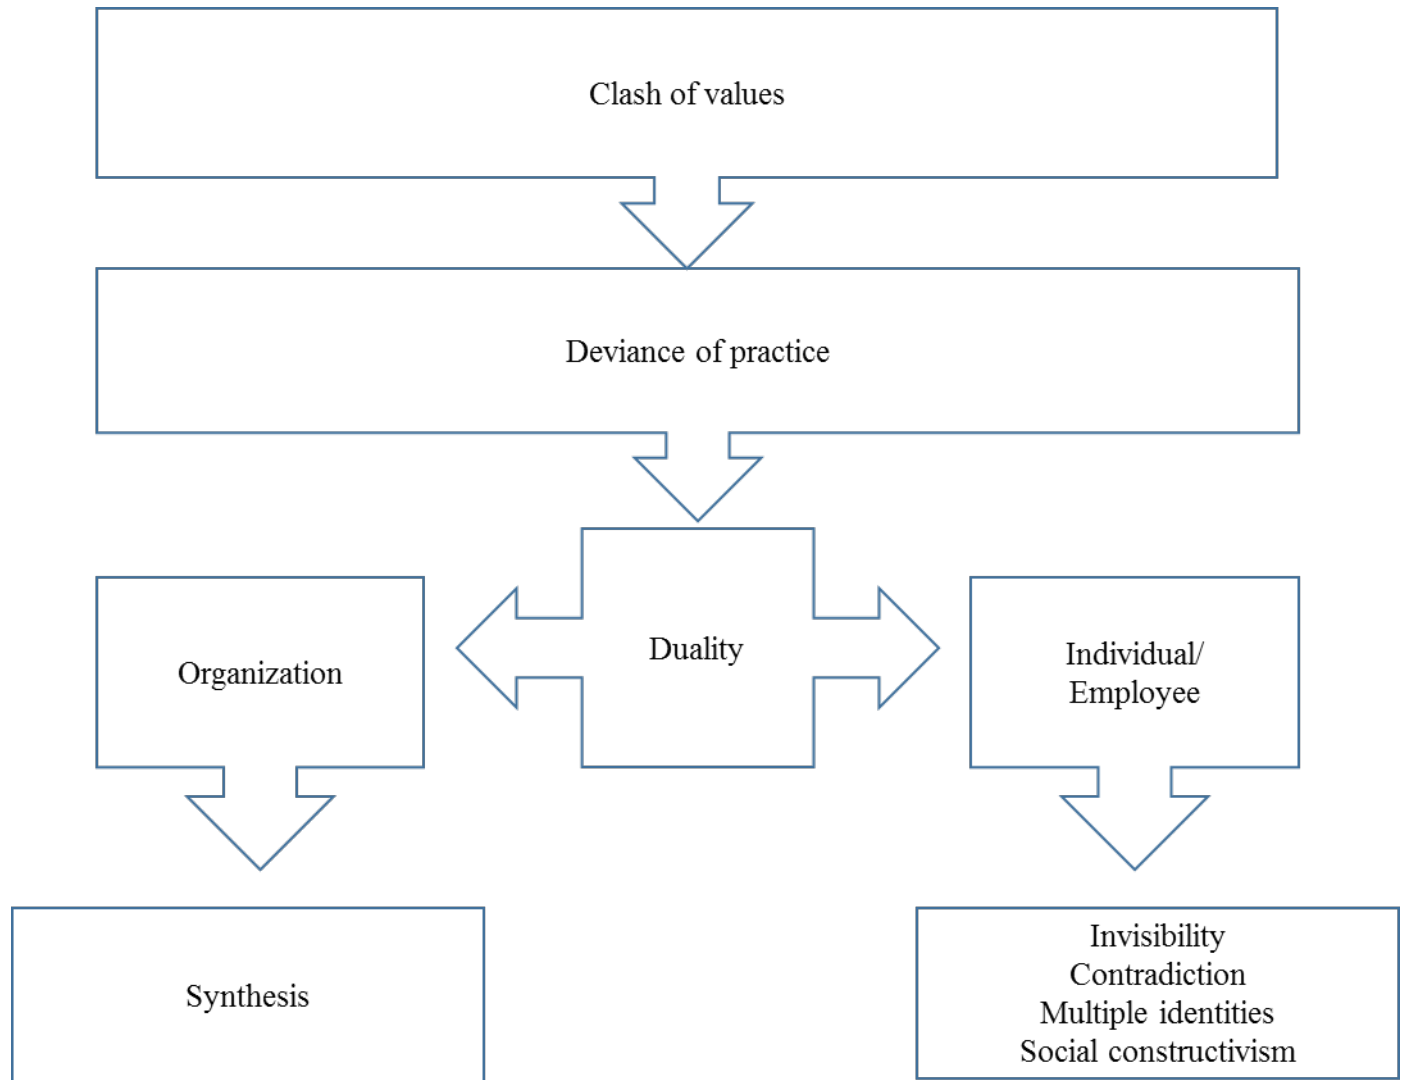 Clash of values
Deviance of practice
Duality
Organization
Individual/
Employee
Synthesis
Invisibility
Contradiction
Multiple identities
Social constructivism